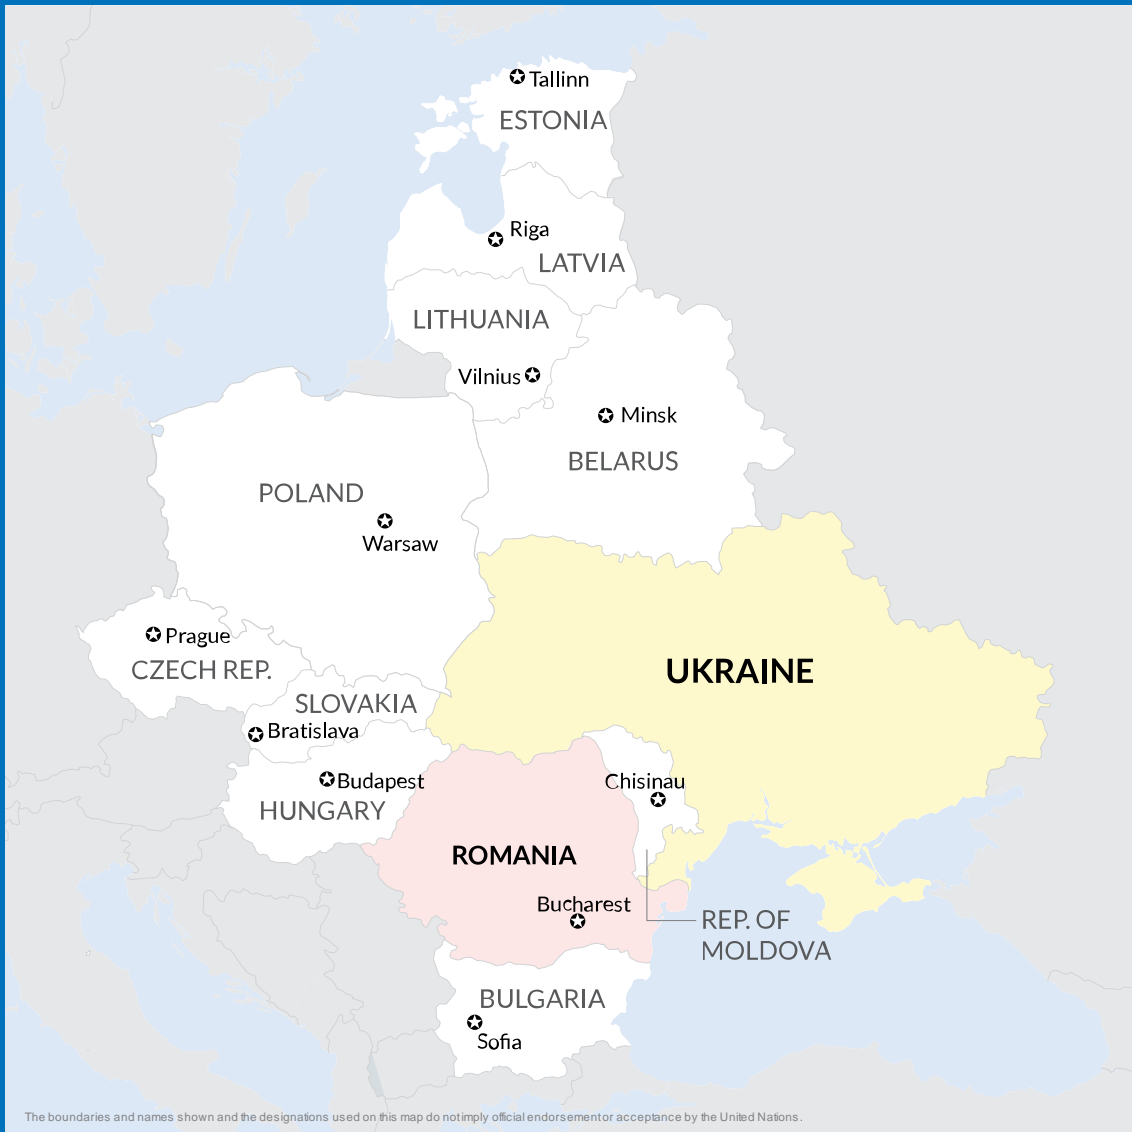 Tallinn
ESTONIA
Riga
LATVIA
LITHUANIA
Vilnius
Minsk
BELARUS
POLAND
Warsaw
Prague
CZECH REP.
UKRAINE
SLOVAKIA
Bratislava
Budapest
HUNGARY
Chisinau
ROMANIA
Bucharest
REP. OF
MOLDOVA
BULGARIA
Sofia
The boundaries and names shown and the designations used on this map do not imply official endorsement or acceptance by the United Nations.